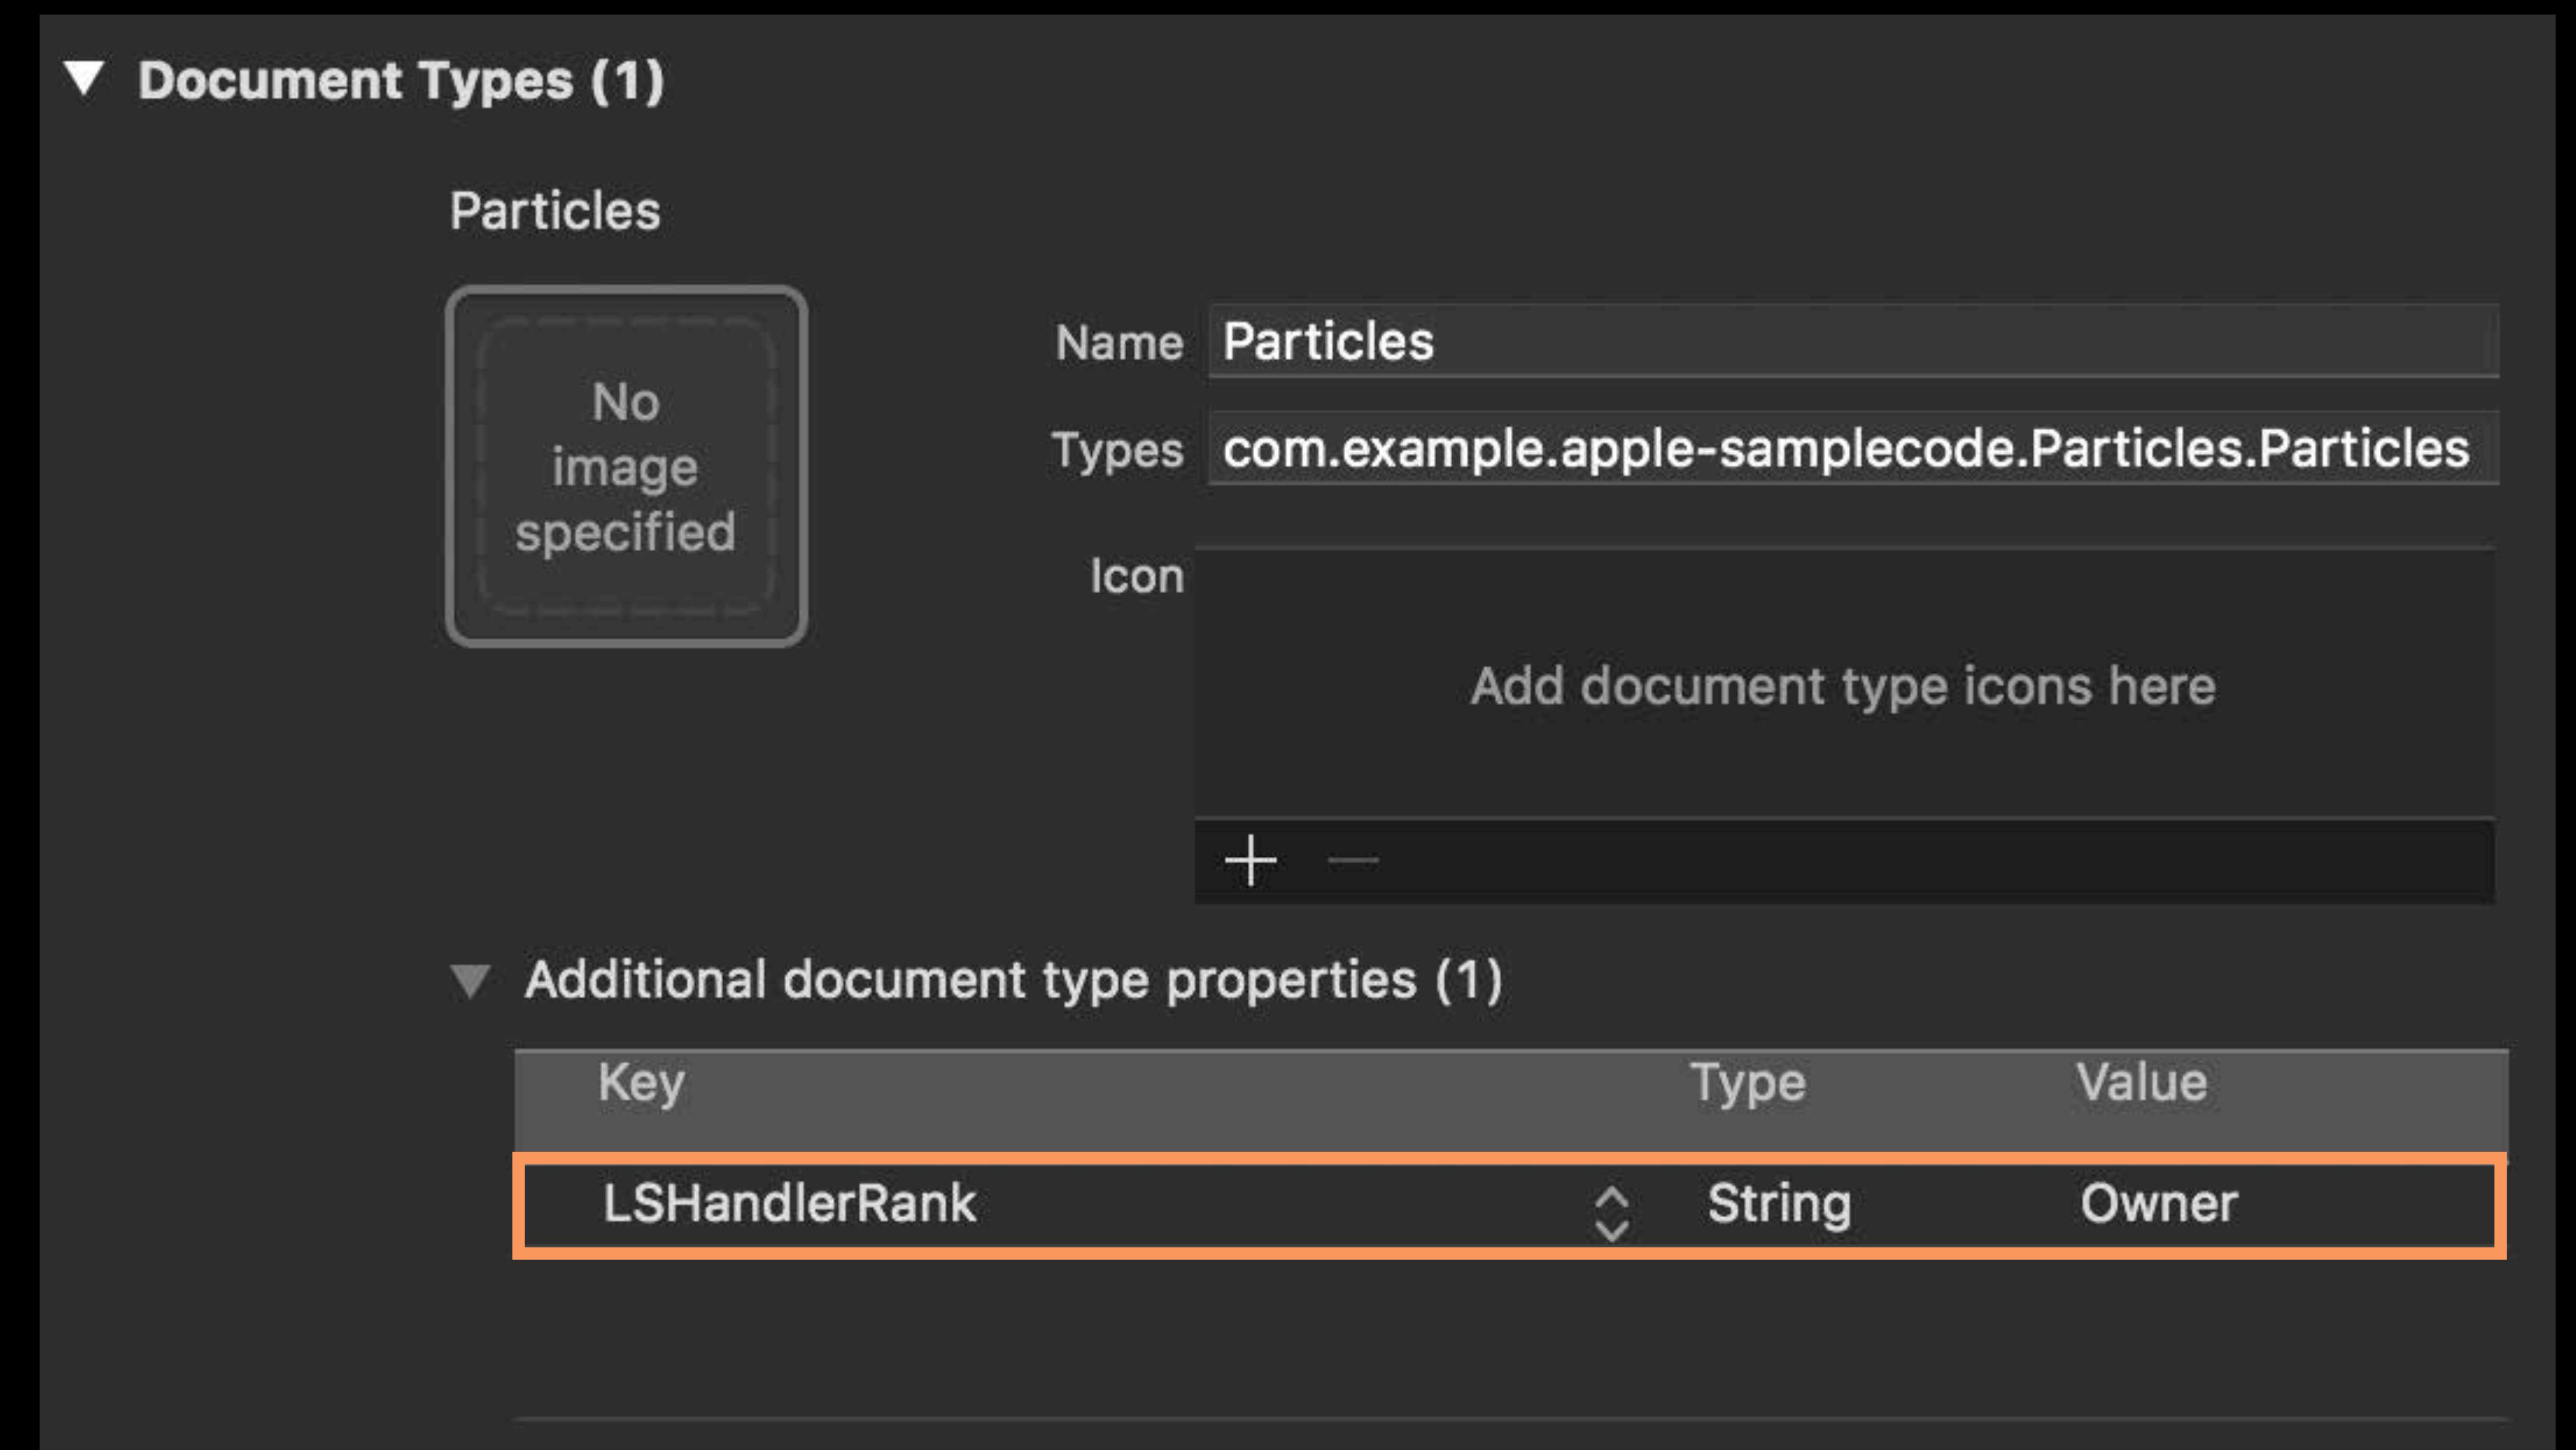 Document Types (1)
Particles
No
image
specified
Name Particles
Types com.example.apple-samplecode.Particles.Particles
Icon
Add document type icons here
Additional document type properties (1)
Key Type Value
LSHandlerRank String Owner